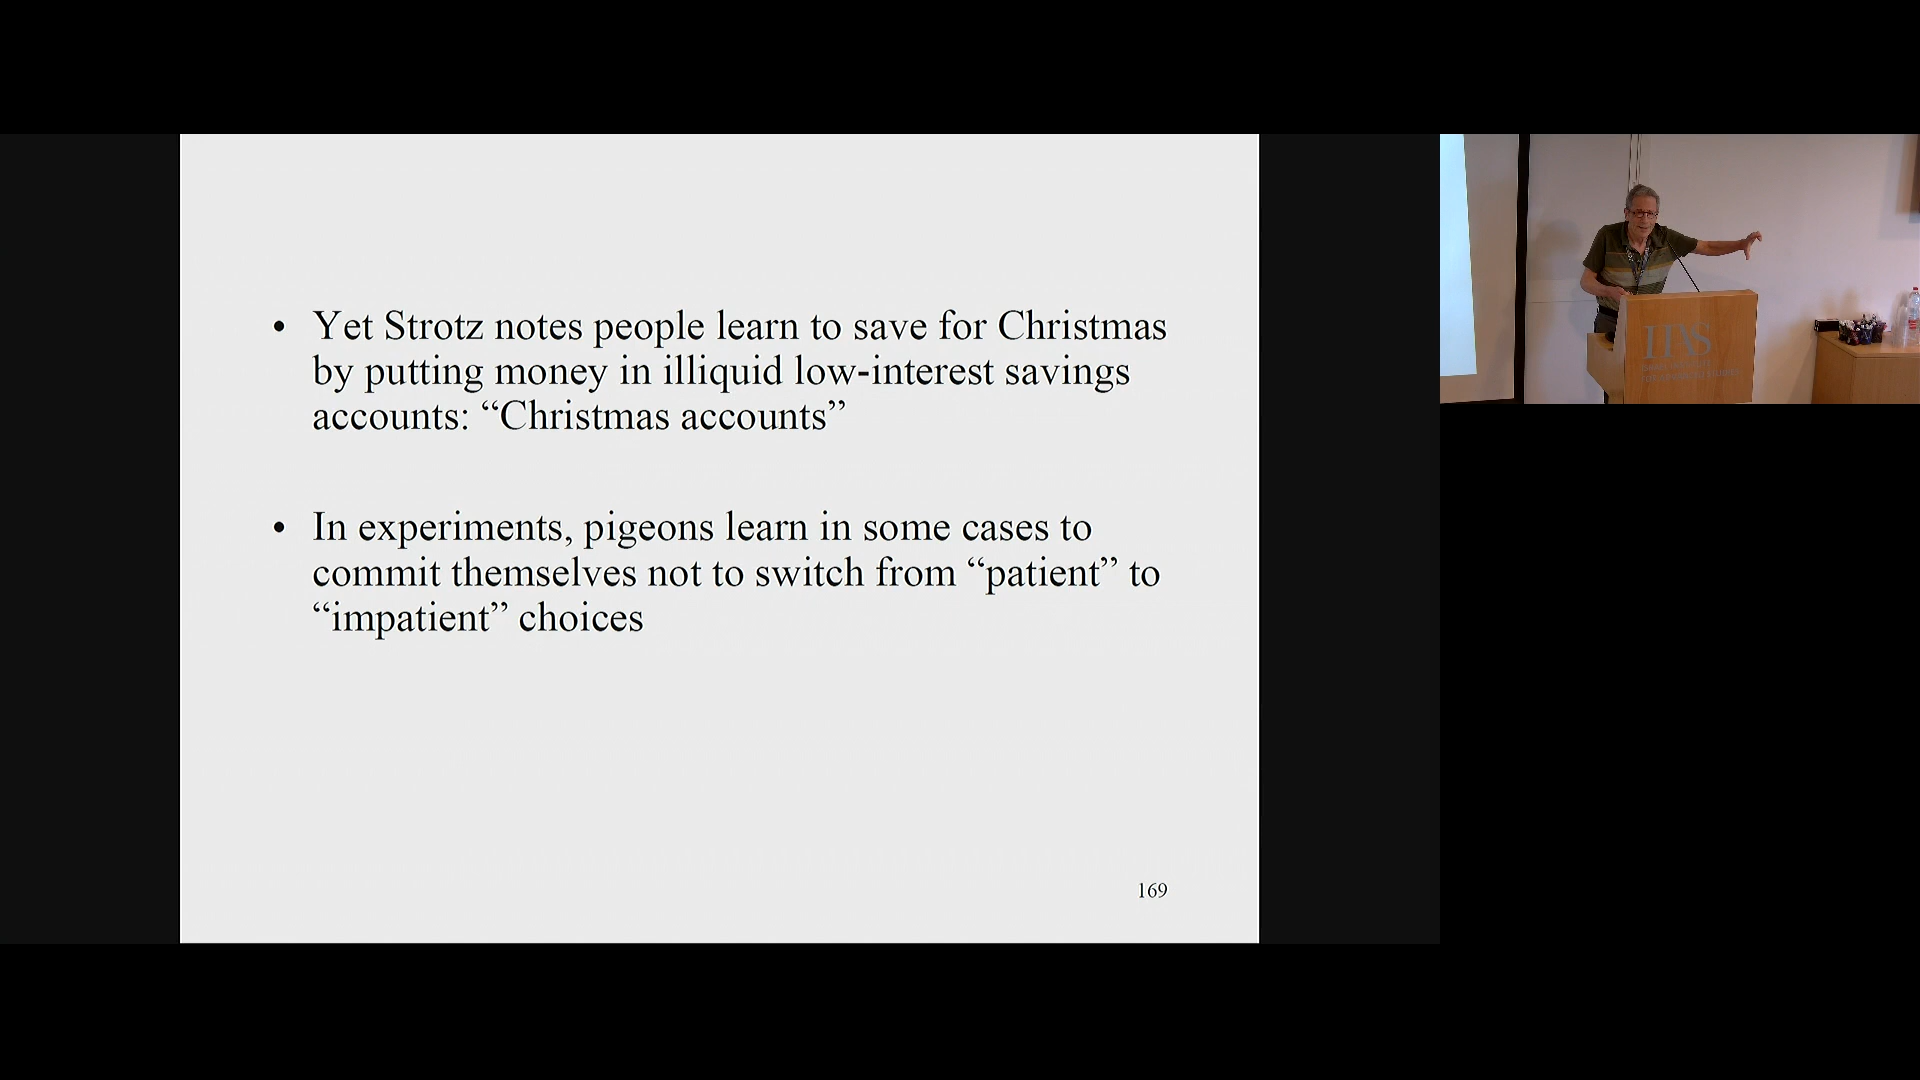 • Yet Strotz notes people learn to save for Christmas
by putting money in illiquid low-interest savings
accounts: “Christmas accounts”
• In experiments, pigeons learn in some cases to
commit themselves not to switch from “patient” to
“impatient” choices
169
IIAS